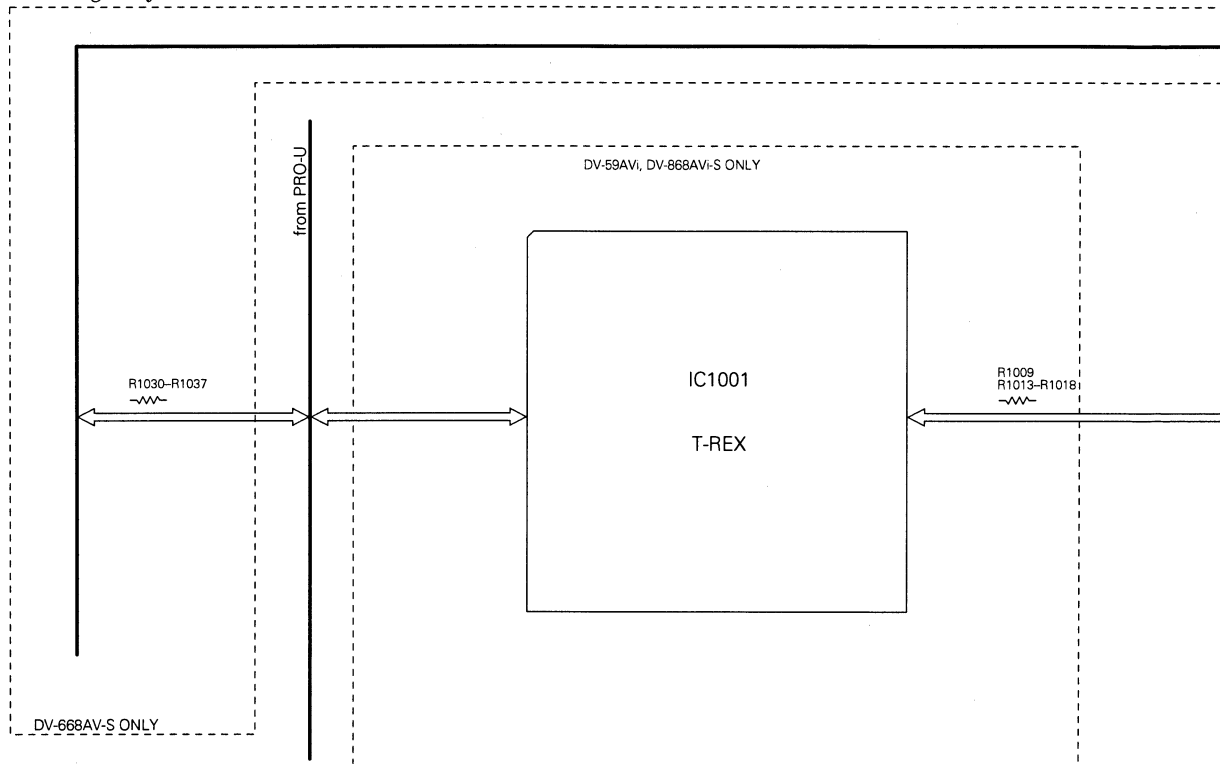 DV-59AVi, DV-868AVi-S ONLY
from PRO-U
R1030–R1037
IC1001
T-REX
R1009
R1013–R1018
DV-668AV-S ONLY